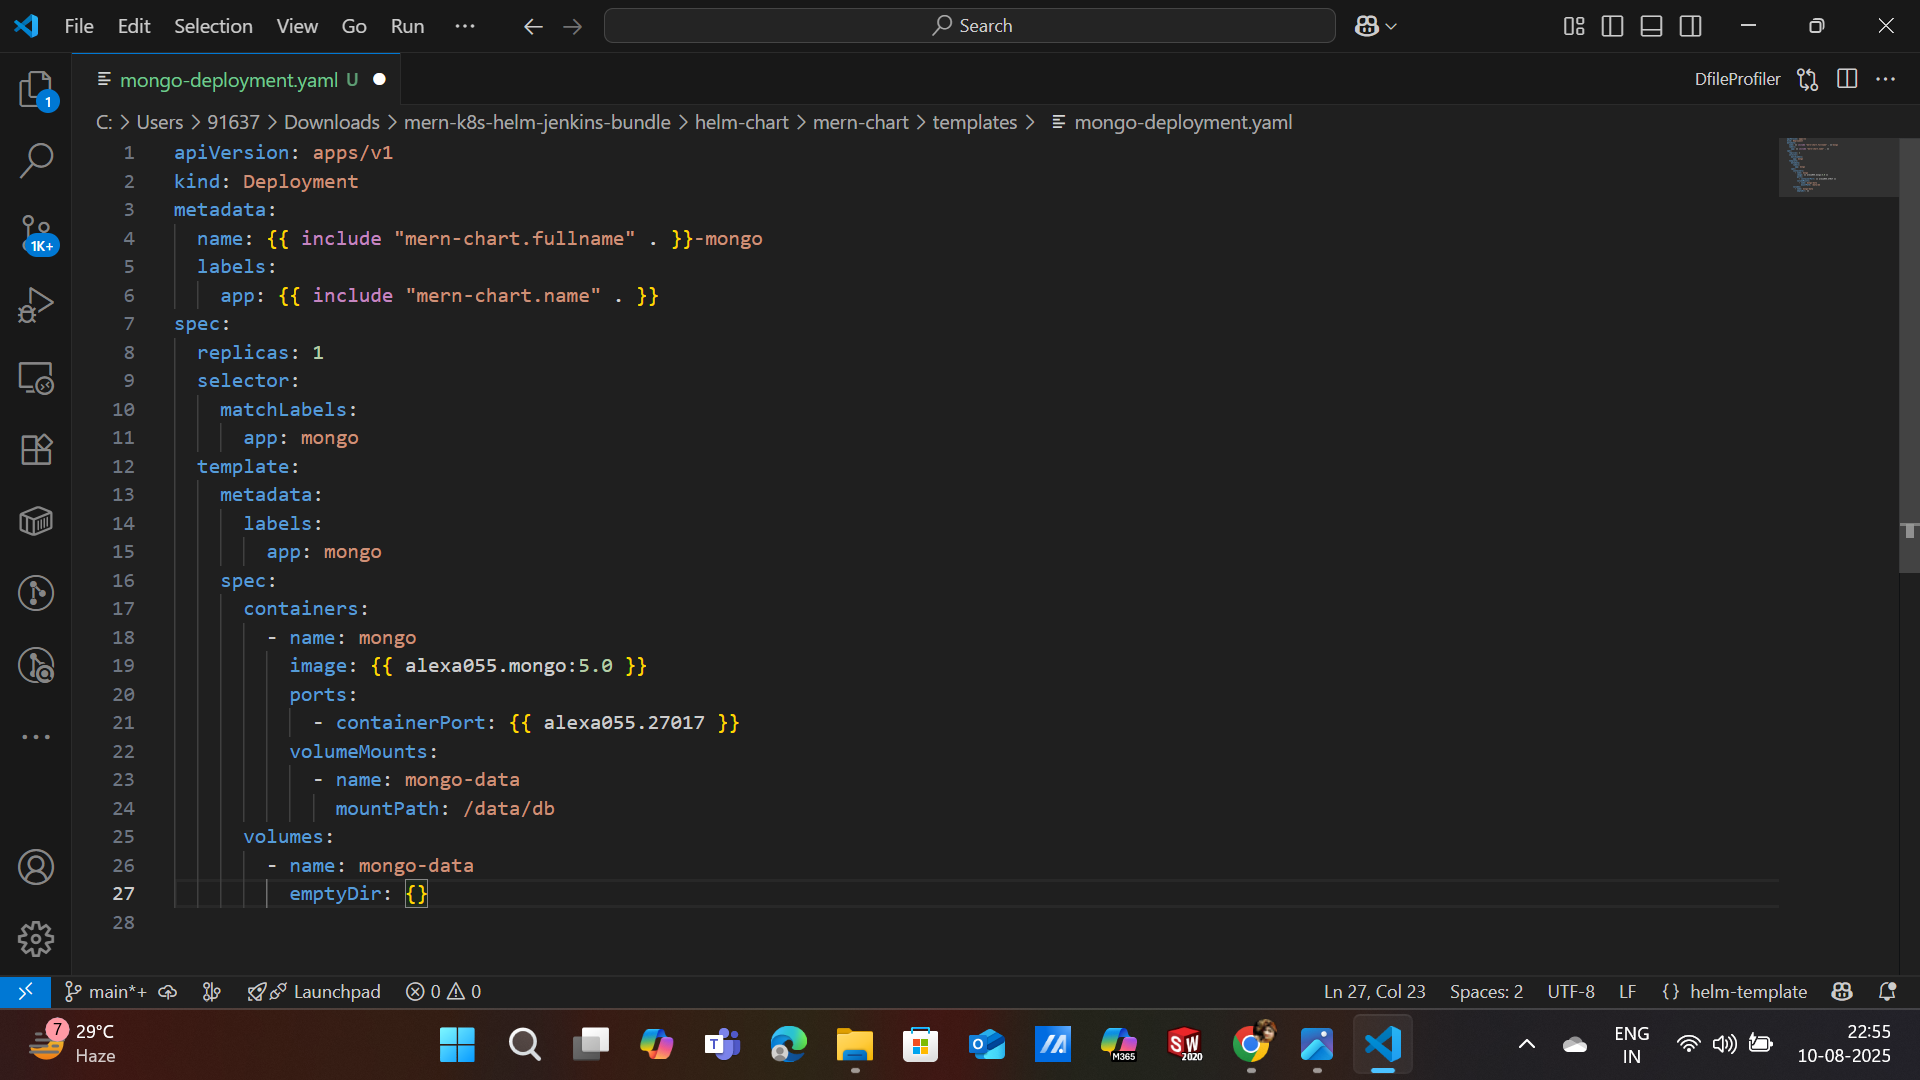 File Edit Selection View Go Run ··· Search
mongo-deployment.yaml U DfileProfiler ···
C: > Users > 91637 > Downloads > mern-k8s-helm-jenkins-bundle > helm-chart > mern-chart > templates > mongo-deployment.yaml
1 apiVersion: apps/v1
2 kind: Deployment
3 metadata:
4 name: {{ include "mern-chart.fullname" . }}-mongo
5 labels:
6 app: {{ include "mern-chart.name" . }}
7 spec:
8 replicas: 1
9 selector:
10 matchLabels:
11 app: mongo
12 template:
13 metadata:
14 labels:
15 app: mongo
16 spec:
17 containers:
18 - name: mongo
19 image: {{ alexa055.mongo:5.0 }}
20 ports:
21 - containerPort: {{ alexa055.27017 }}
22 volumeMounts:
23 - name: mongo-data
24 mountPath: /data/db
25 volumes:
26 - name: mongo-data
27 emptyDir: {}
28
1
1K+
main*+ Launchpad 0 0 Ln 27, Col 23 Spaces: 2 UTF-8 LF {} helm-template
7 29°C
Haze
T
M365
SW
2020
ENG
IN
22:55
10-08-2025